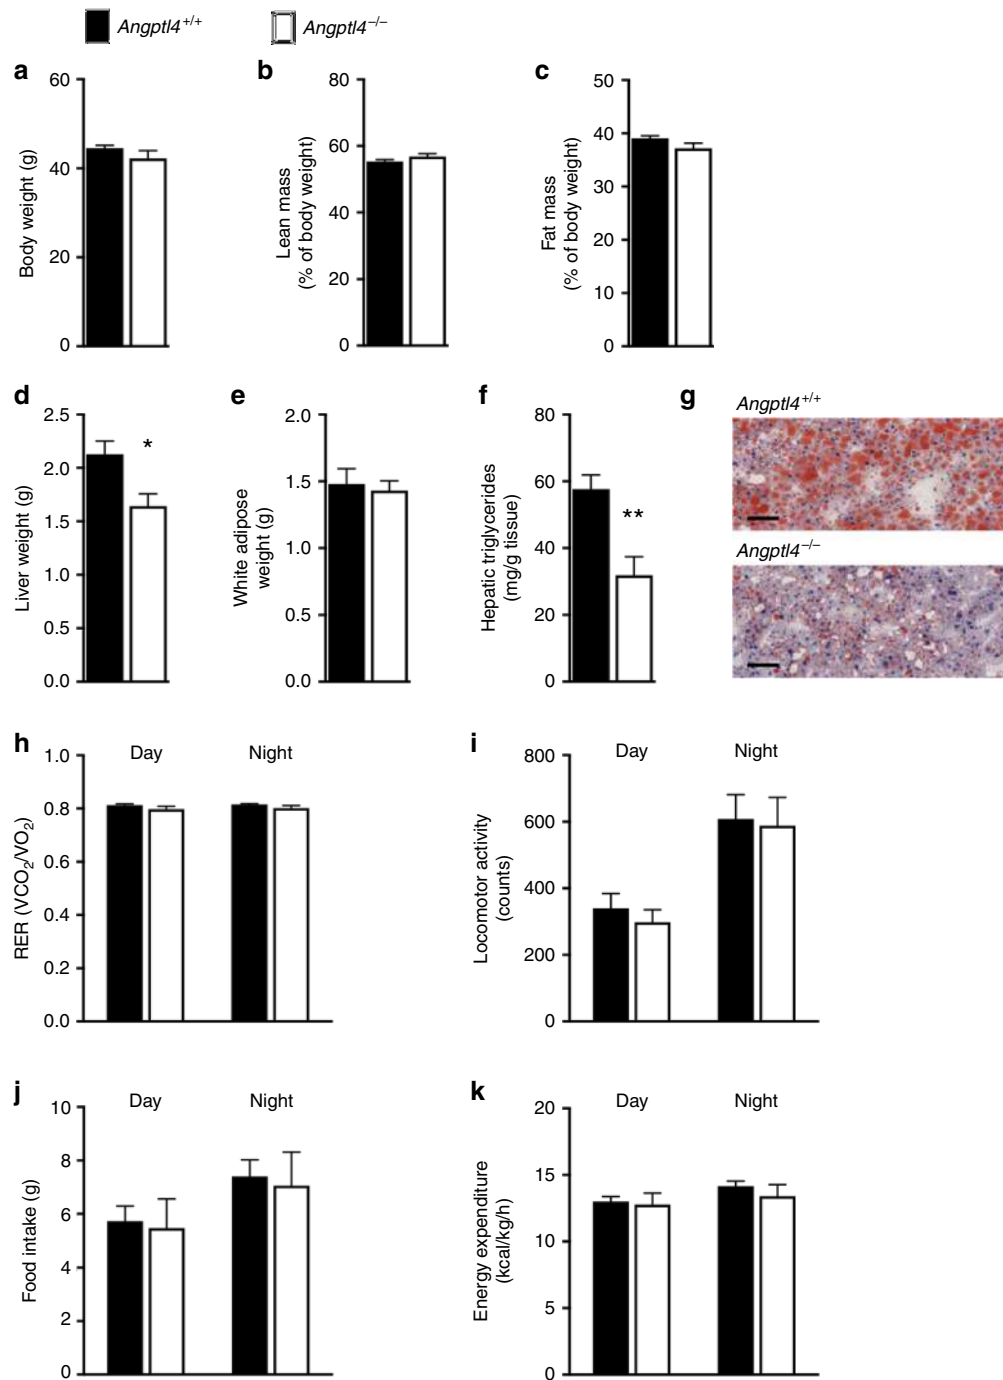 Angptl4+/+ Angptl4−/−
a
60
40
20
0
Body weight (g)
b
80
60
40
20
0
Lean mass
(% of body weight)
c
50
40
30
20
10
0
Fat mass
(% of body weight)
d
2.5
2.0
1.5
1.0
0.5
0.0
Liver weight (g)
*
e
2.0
1.5
1.0
0.5
0.0
White adipose
weight (g)
f
80
60
40
20
0
Hepatic triglycerides
(mg/g tissue)
**
g
Angptl4+/+
Angptl4−/−
h
Day Night
1.0
0.8
0.6
0.4
0.2
0.0
RER (VCO2/VO2)
i
Day Night
800
600
400
200
0
Locomotor activity
(counts)
j
Day Night
10
8
6
4
2
0
Food intake (g)
k
Day Night
20
15
10
5
0
Energy expenditure
(kcal/kg/h)